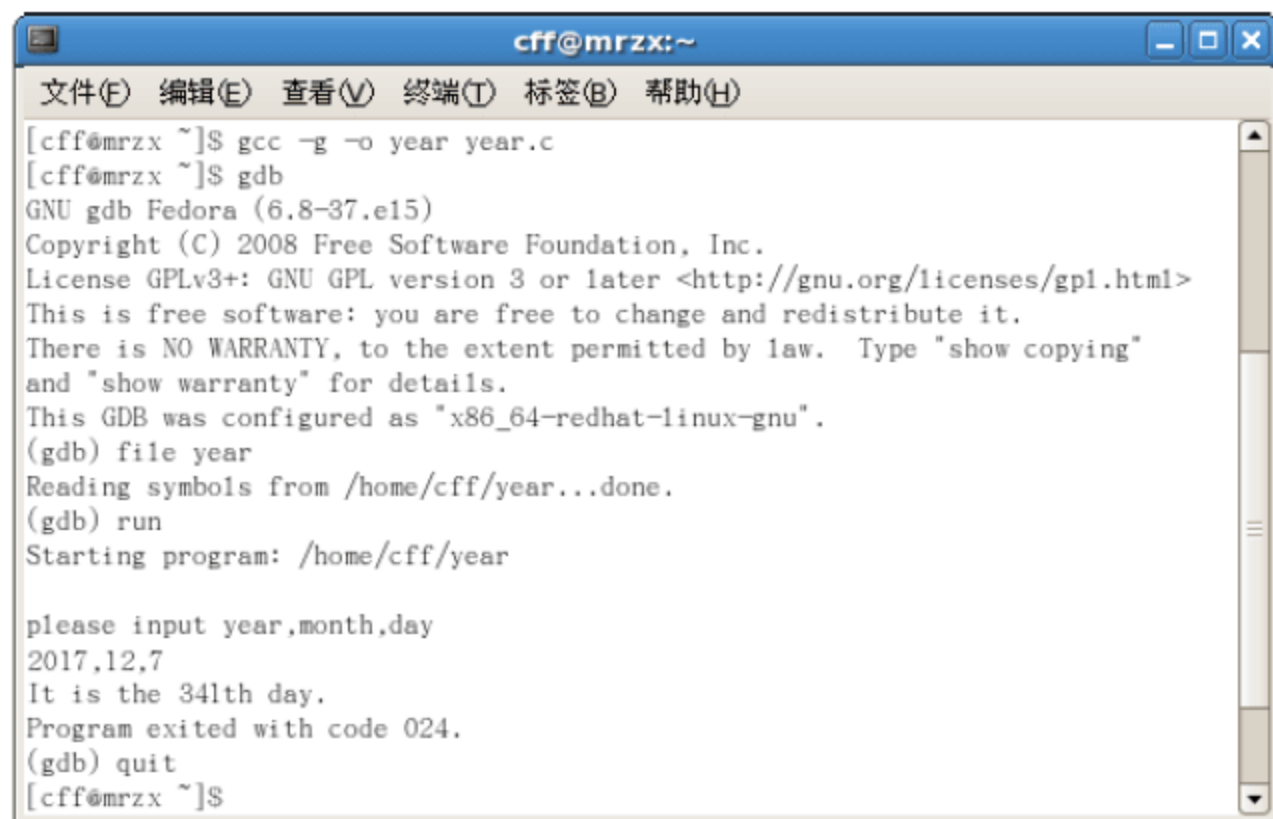 cff@mrzx:~
文件(F) 编辑(E) 查看(V) 终端(T) 标签(B) 帮助(H)
[cff@mrzx ~]$ gcc -g -o year year.c
[cff@mrzx ~]$ gdb
GNU gdb Fedora (6.8-37.el5)
Copyright (C) 2008 Free Software Foundation, Inc.
License GPLv3+: GNU GPL version 3 or later <http://gnu.org/licenses/gpl.html>
This is free software: you are free to change and redistribute it.
There is NO WARRANTY, to the extent permitted by law.  Type "show copying"
and "show warranty" for details.
This GDB was configured as "x86_64-redhat-linux-gnu".
(gdb) file year
Reading symbols from /home/cff/year...done.
(gdb) run
Starting program: /home/cff/year
please input year,month,day
2017,12,7
It is the 341th day.
Program exited with code 024.
(gdb) quit
[cff@mrzx ~]$